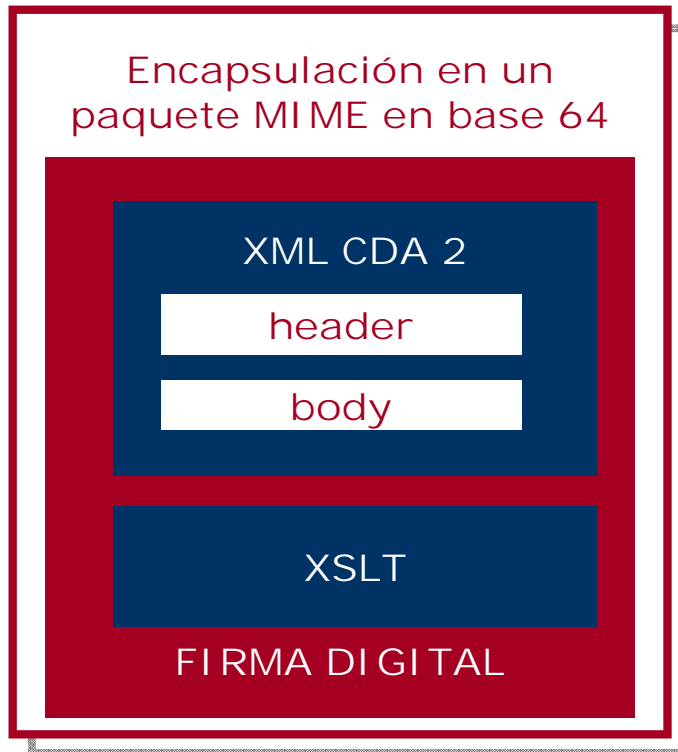 Encapsulación en un
paquete MIME en base 64
XML CDA 2
header
body
XSLT
FIRMA DIGITAL